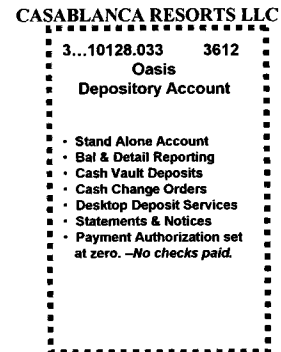 CASABLANCA RESORTS LLC
3...10128.033 3612
Oasis
Depository Account
· Stand Alone Account
· Bal & Detail Reporting
· Cash Vault Deposits
· Cash Change Orders
· Desktop Deposit Services
· Statements & Notices
· Payment Authorization set
at zero. –No checks paid.